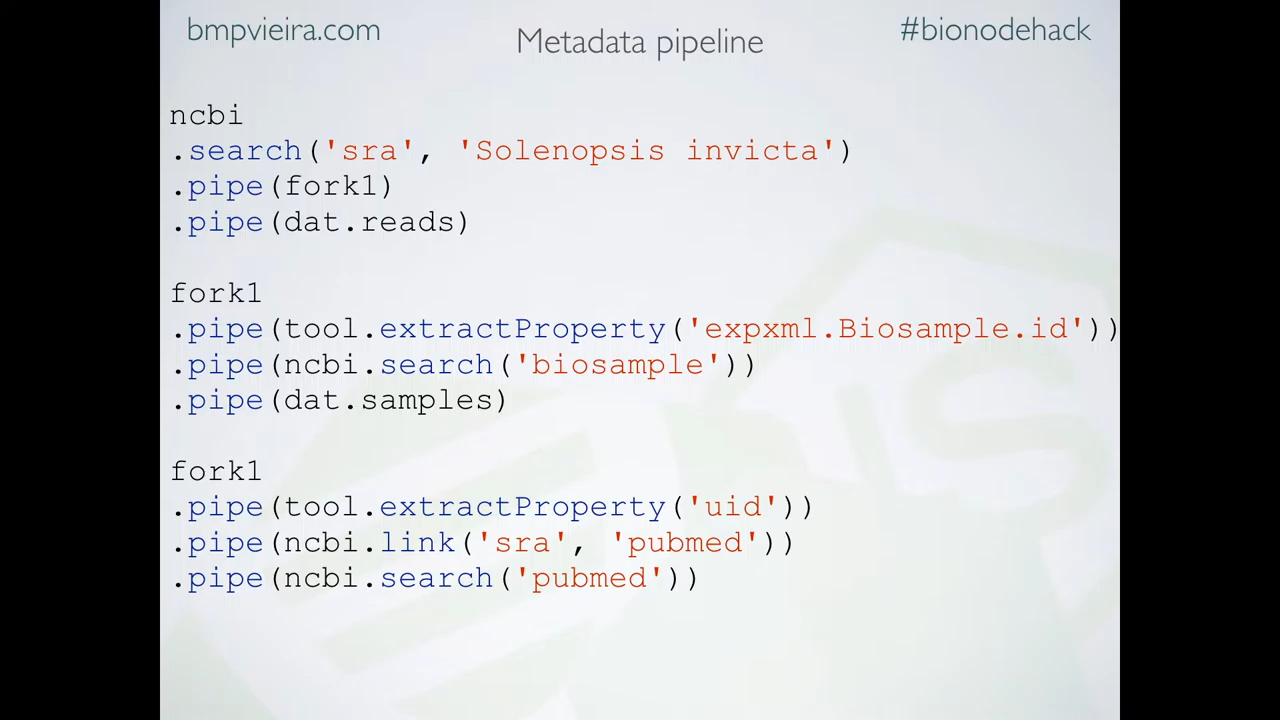 bmpvieira.com
Metadata pipeline
#bionodehack
ncbi
.search('sra', 'Solenopsis invicta')
.pipe(fork1)
.pipe(dat.reads)
fork1
.pipe(tool.extractProperty('expxml.Biosample.id'))
.pipe(ncbi.search('biosample'))
.pipe(dat.samples)
fork1
.pipe(tool.extractProperty('uid'))
.pipe(ncbi.link('sra', 'pubmed'))
.pipe(ncbi.search('pubmed'))